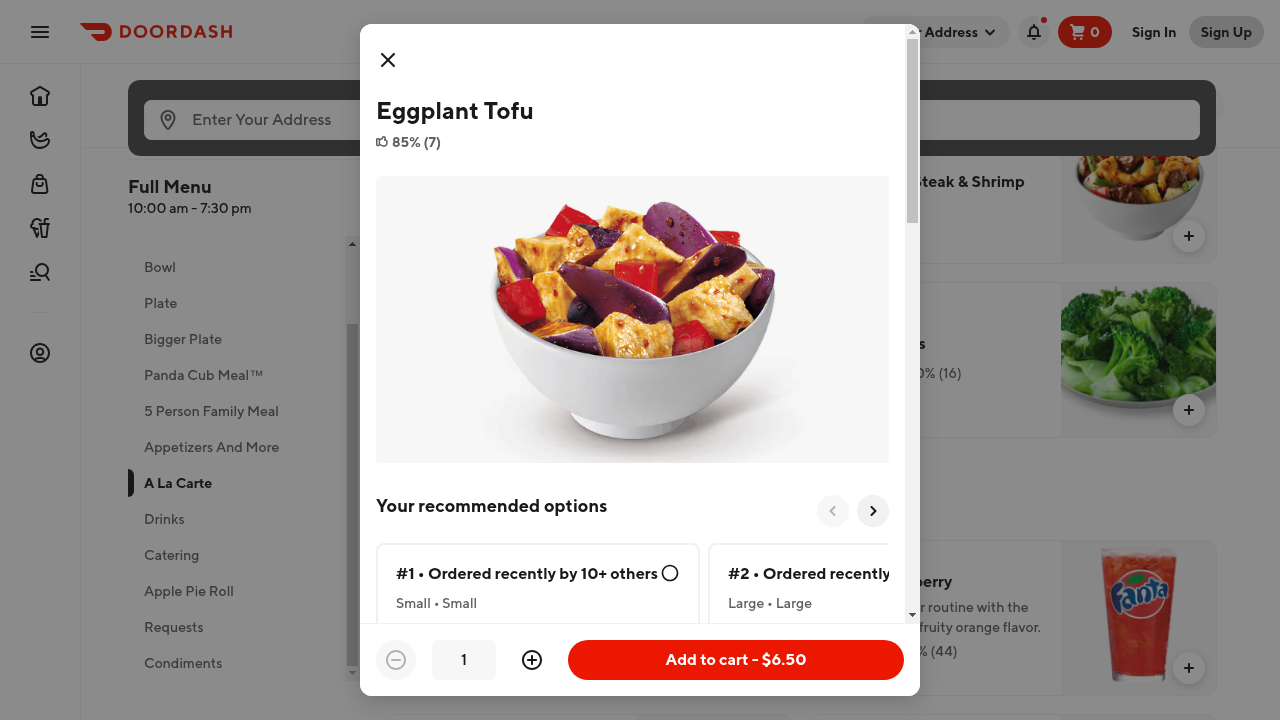 DOORDASH
Address
0
Sign In
Sign Up
Enter Your Address
Full Menu
10:00 am - 7:30 pm
Bowl
Plate
Bigger Plate
Panda Cub Meal™
5 Person Family Meal
Appetizers And More
A La Carte
Drinks
Catering
Apple Pie Roll
Requests
Condiments
Eggplant Tofu
85% (7)
Your recommended options
#1 • Ordered recently by 10+ others
Small • Small
#2 • Ordered recently
Large • Large
1
Add to cart - $6.50
Steak & Shrimp
s
0% (16)
berry
r routine with the
fruity orange flavor.
% (44)
Fanta